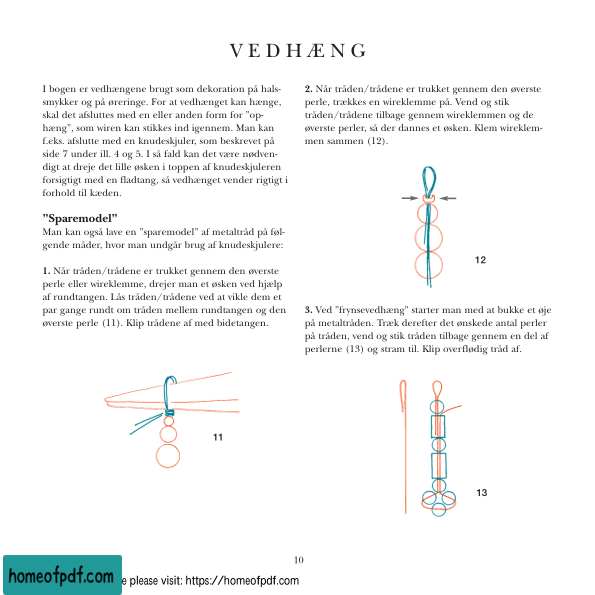 VEDHÆNG
I bogen er vedhængene brugt som dekoration på hals-
smykker og på øreringe. For at vedhænget kan hænge,
skal det afsluttes med en eller anden form for ”op-
hæng”, som wiren kan stikkes ind igennem. Man kan
f.eks. afslutte med en knudeskjuler, som beskrevet på
side 7 under ill. 4 og 5. I så fald kan det være nødven-
digt at dreje det lille øsken i toppen af knudeskjuleren
forsigtigt med en fladtang, så vedhænget vender rigtigt i
forhold til kæden.
”Sparemodel”
Man kan også lave en ”sparemodel” af metaltråd på føl-
gende måder, hvor man undgår brug af knudeskjulere:
1. Når tråden/trådene er trukket gennem den øverste
perle eller wireklemme, drejer man et øsken ved hjælp
af rundtangen. Lås tråden/trådene ved at vikle dem et
par gange rundt om tråden mellem rundtangen og den
øverste perle (11). Klip trådene af med bidetangen.
11
2. Når tråden/trådene er trukket gennem den øverste
perle, trækkes en wireklemme på. Vend og stik
tråden/trådene tilbage gennem wireklemmen og de
øverste perler, så der dannes et øsken. Klem wireklem-
men sammen (12).
12
3. Ved ”frynsevedhæng” starter man med at bukke et øje
på metaltråden. Træk derefter det ønskede antal perler
på tråden, vend og stik tråden tilbage gennem en del af
perlerne (13) og stram til. Klip overflødig tråd af.
13
10
homeofpdf.com
e please visit: https://homeofpdf.com